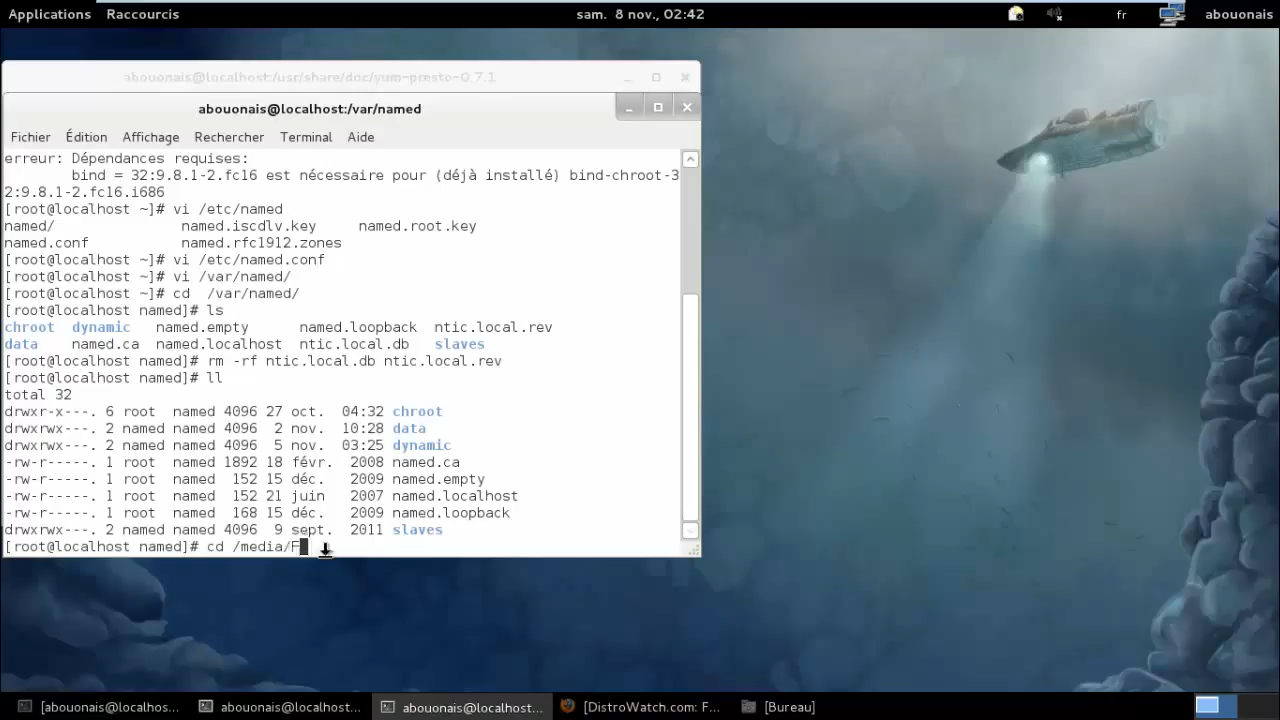 Applications Raccourcis sam. 8 nov., 02:42 fr abouonais
abouonais@localhost:/usr/share/doc/yum-presto-0.7.1
abouonais@localhost:/var/named
Fichier Édition Affichage Rechercher Terminal Aide
erreur: Dépendances requises:
bind = 32:9.8.1-2.fc16 est nécessaire pour (déjà installé) bind-chroot-3
2:9.8.1-2.fc16.i686
[root@localhost ~]# vi /etc/named
named/ named.iscdlv.key named.root.key
named.conf named.rfc1912.zones
[root@localhost ~]# vi /etc/named.conf
[root@localhost ~]# vi /var/named/
[root@localhost ~]# cd /var/named/
[root@localhost named]# ls
chroot dynamic named.empty named.loopback ntic.local.rev
data named.ca named.localhost ntic.local.db slaves
[root@localhost named]# rm -rf ntic.local.db ntic.local.rev
[root@localhost named]# ll
total 32
drwxr-x---. 6 root named 4096 27 oct. 04:32 chroot
drwxrwx---. 2 named named 4096 2 nov. 10:28 data
drwxrwx---. 2 named named 4096 5 nov. 03:25 dynamic
-rw-r-----. 1 root named 1892 18 févr. 2008 named.ca
-rw-r-----. 1 root named 152 15 déc. 2009 named.empty
-rw-r-----. 1 root named 152 21 juin 2007 named.localhost
-rw-r-----. 1 root named 168 15 déc. 2009 named.loopback
drwxrwx---. 2 named named 4096 9 sept. 2011 slaves
[root@localhost named]# cd /media/F
[abouonais@localhos... abouonais@localhost:... abouonais@localhost:... [DistroWatch.com: F... [Bureau]